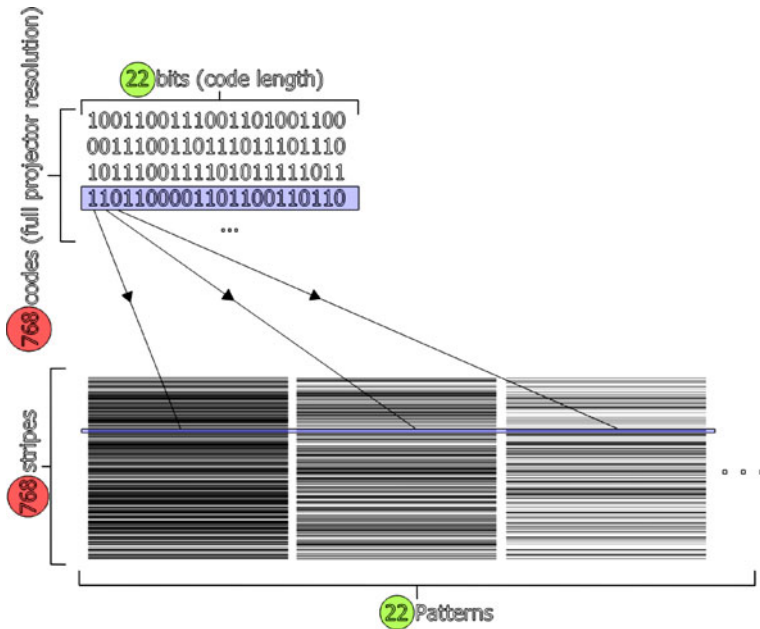 22 bits (code length)
768 codes (full projector resolution)
1001100111001101001100
0011100110111011101110
1011100111101011111011
1101100001101100110110
...
768 stripes
. . .
22 Patterns